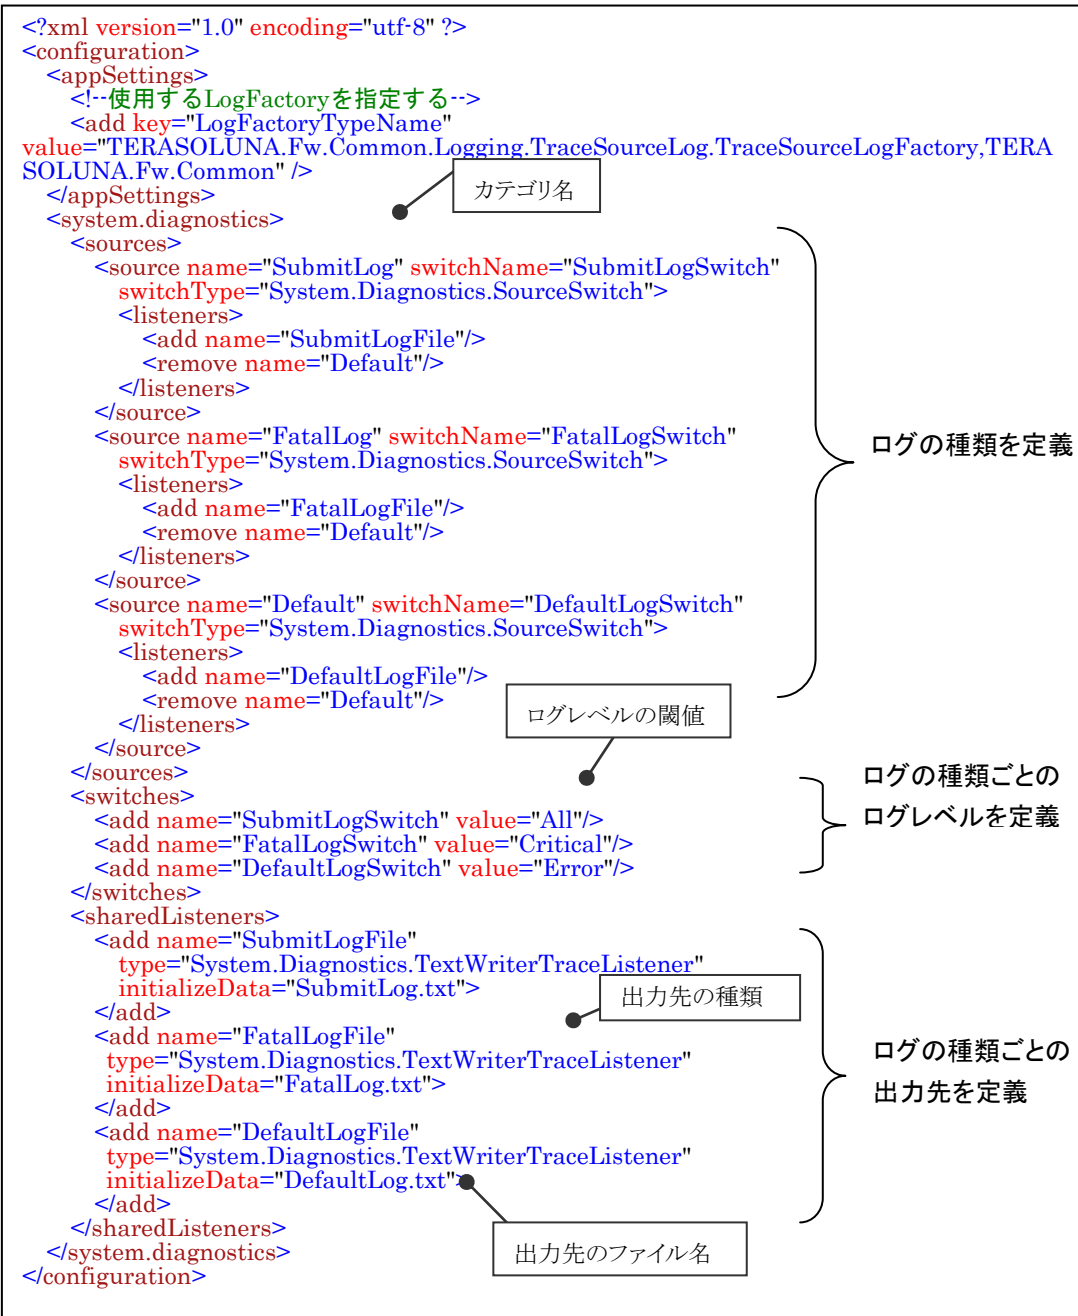 <?xml version="1.0" encoding="utf-8" ?>
<configuration>
<appSettings>
<!--使用するLogFactoryを指定する-->
<add key="LogFactoryTypeName"
value="TERASOLUNA.Fw.Common.Logging.TraceSourceLog.TraceSourceLogFactory,TERA
SOLUNA.Fw.Common" />
カテゴリ名
</appSettings>
<system.diagnostics>
<sources>
<source name="SubmitLog" switchName="SubmitLogSwitch"
switchType="System.Diagnostics.SourceSwitch">
<listeners>
<add name="SubmitLogFile"/>
<remove name="Default"/>
</listeners>
</source>
<source name="FatalLog" switchName="FatalLogSwitch"
switchType="System.Diagnostics.SourceSwitch">
<listeners>
<add name="FatalLogFile"/>
<remove name="Default"/>
</listeners>
</source>
<source name="Default" switchName="DefaultLogSwitch"
switchType="System.Diagnostics.SourceSwitch">
<listeners>
<add name="DefaultLogFile"/>
<remove name="Default"/>
</listeners>
</source>
</sources>
ログの種類を定義
ログレベルの閾値
<switches>
<add name="SubmitLogSwitch" value="All"/>
<add name="FatalLogSwitch" value="Critical"/>
<add name="DefaultLogSwitch" value="Error"/>
</switches>
ログの種類ごとの
ログレベルを定義
<sharedListeners>
<add name="SubmitLogFile"
type="System.Diagnostics.TextWriterTraceListener"
initializeData="SubmitLog.txt">
</add>
出力先の種類
<add name="FatalLogFile"
type="System.Diagnostics.TextWriterTraceListener"
initializeData="FatalLog.txt">
</add>
<add name="DefaultLogFile"
type="System.Diagnostics.TextWriterTraceListener"
initializeData="DefaultLog.txt">
</add>
ログの種類ごとの
出力先を定義
</sharedListeners>
出力先のファイル名
</system.diagnostics>
</configuration>